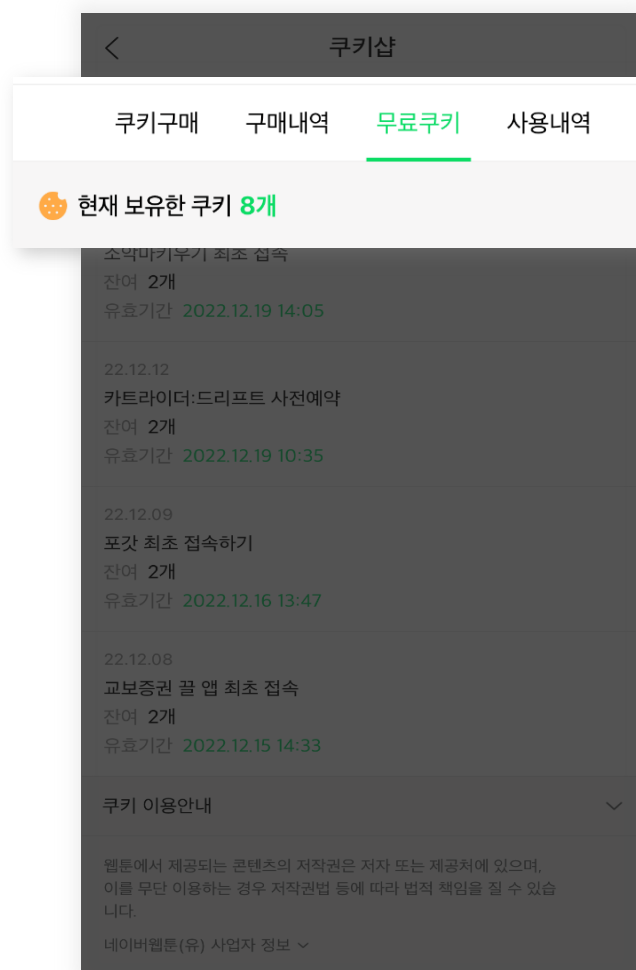 쿠키샵
쿠키구매 구매내역 무료쿠키 사용내역
현재 보유한 쿠키 8개
소악마키우기 최초 접속
잔여 2개
유효기간 2022.12.19 14:05
22.12.12
카트라이더:드리프트 사전예약
잔여 2개
유효기간 2022.12.19 10:35
22.12.09
포갓 최초 접속하기
잔여 2개
유효기간 2022.12.16 13:47
22.12.08
교보증권 끌 앱 최초 접속
잔여 2개
유효기간 2022.12.15 14:33
쿠키 이용안내
웹툰에서 제공되는 콘텐츠의 저작권은 저자 또는 제공처에 있으며,
이를 무단 이용하는 경우 저작권법 등에 따라 법적 책임을 질 수 있습
니다.
네이버웹툰(유) 사업자 정보